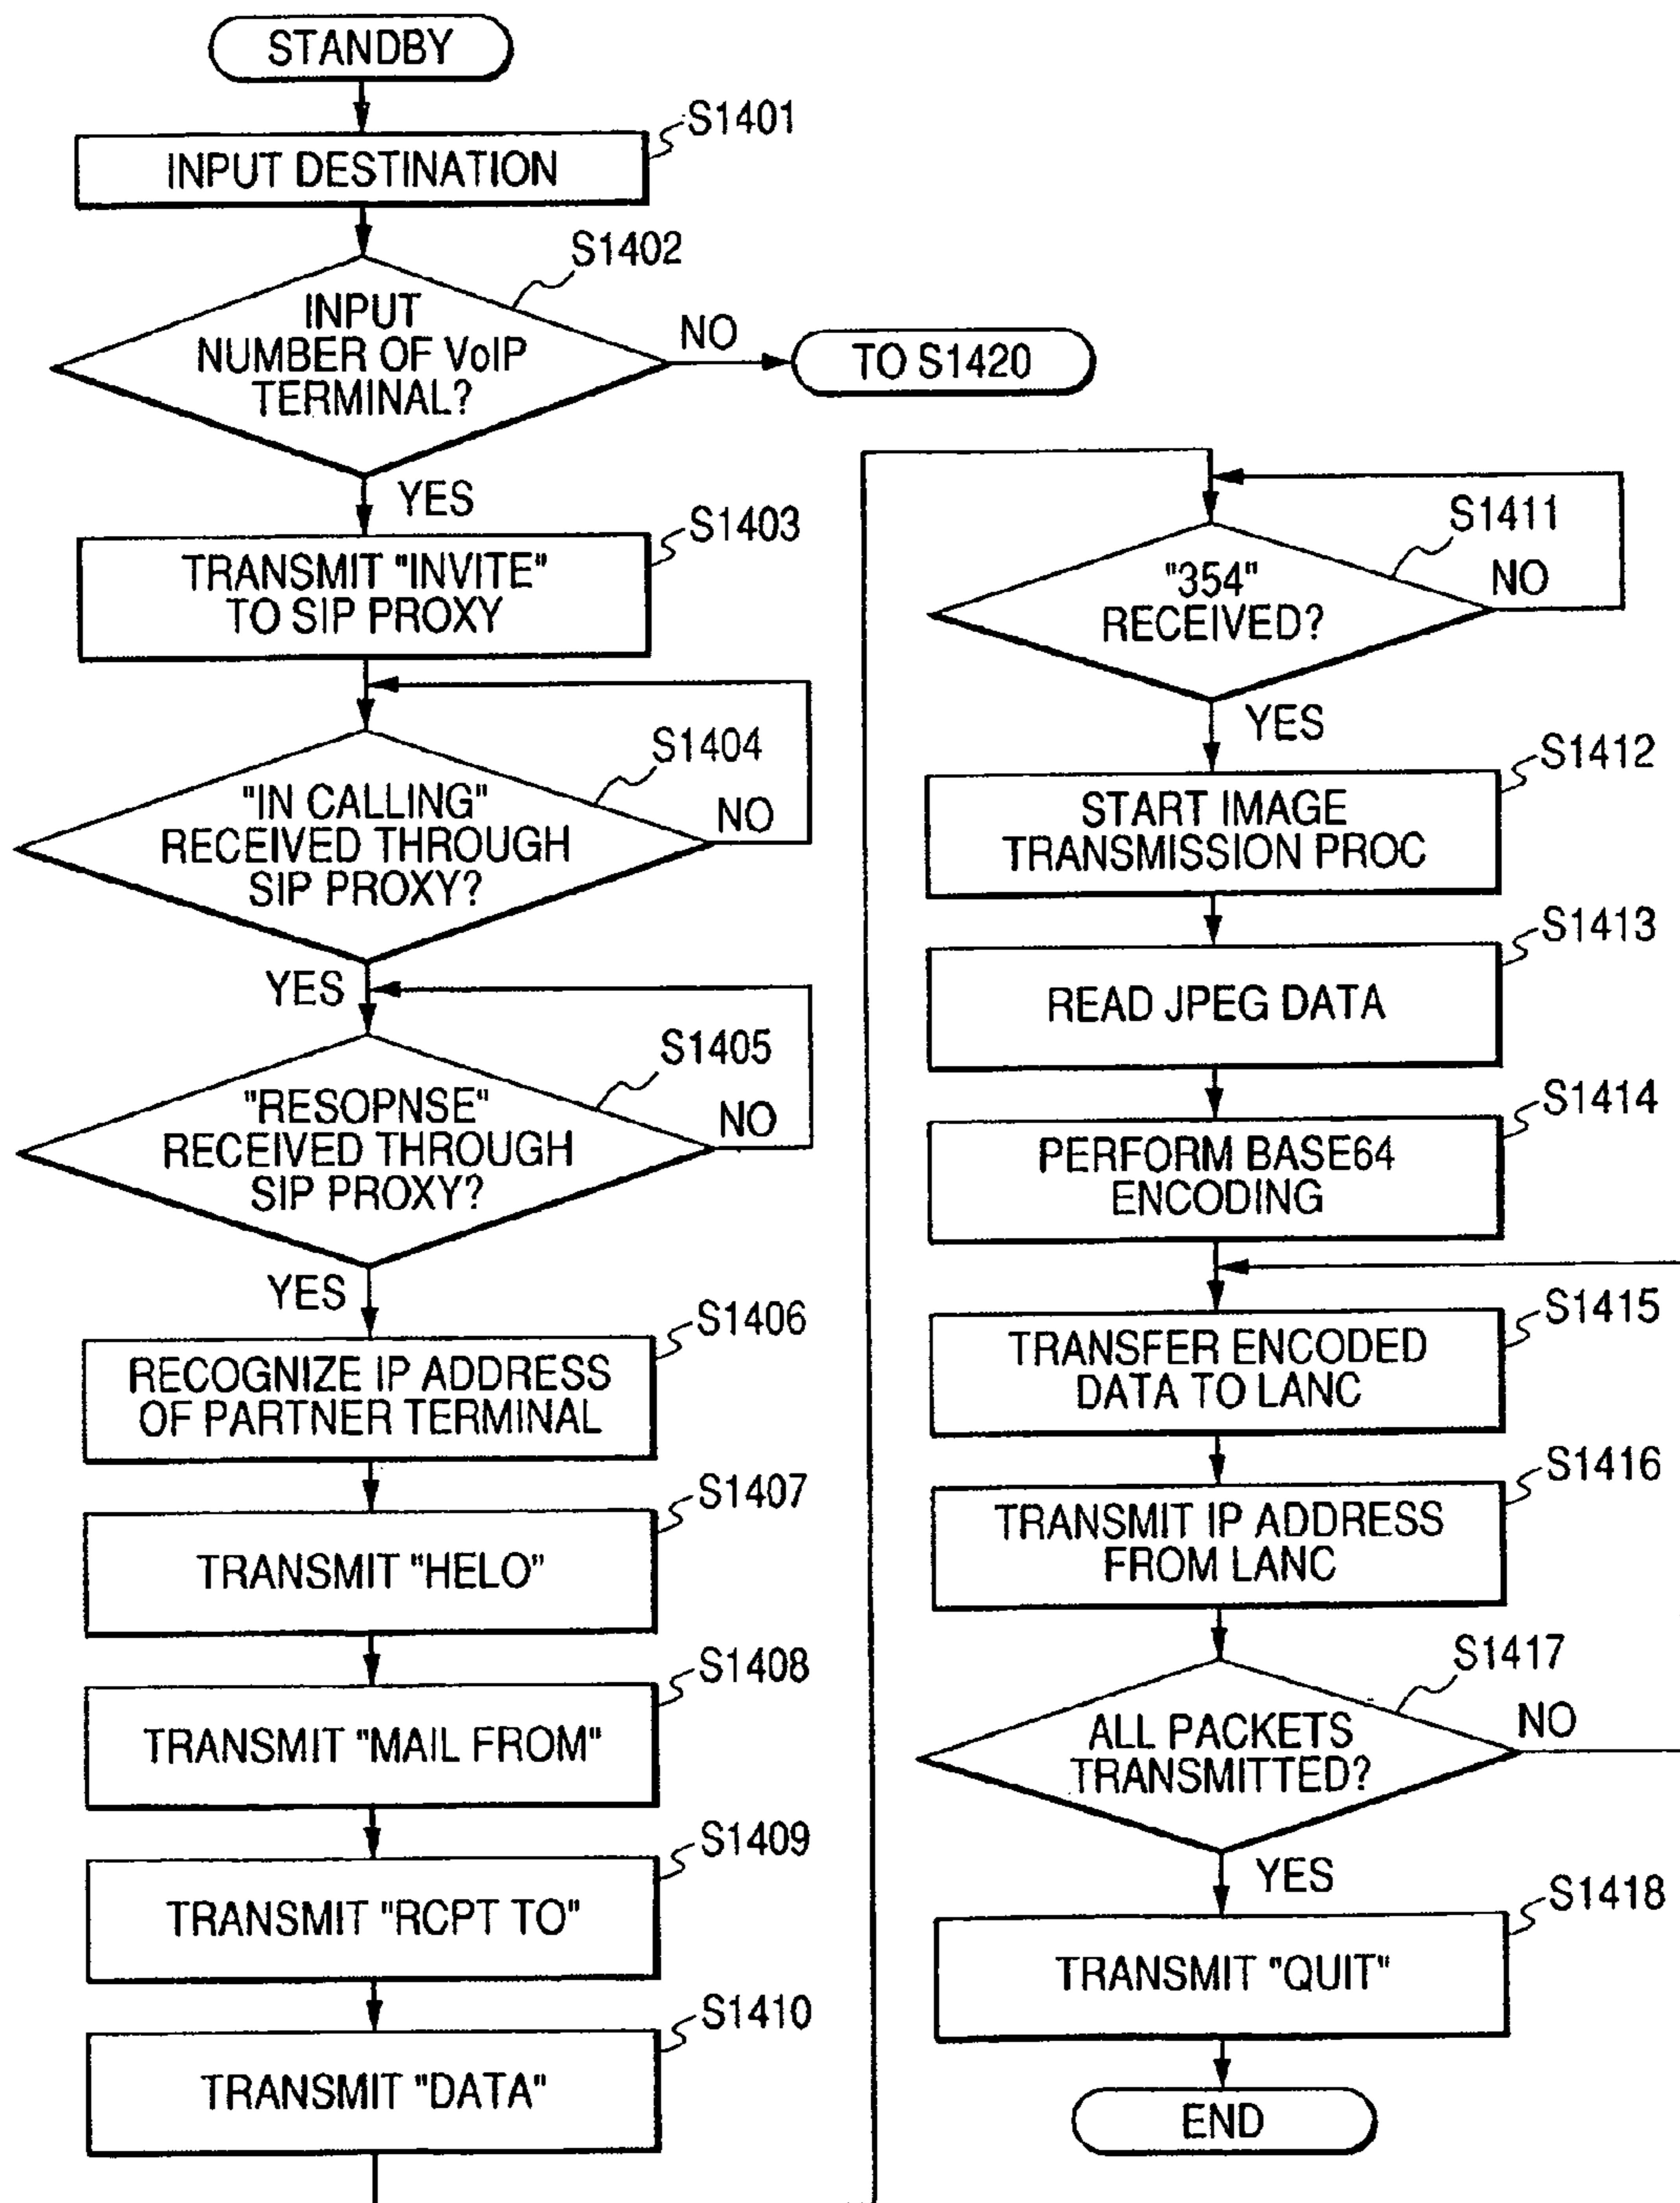 STANDBY
S1401
INPUT DESTINATION
S1402
INPUT
NUMBER OF VoIP
TERMINAL?
NO
TO S1420
YES
S1403
TRANSMIT "INVITE"
TO SIP PROXY
S1404
"IN CALLING"
RECEIVED THROUGH
SIP PROXY?
NO
YES
S1405
"RESOPNSE"
RECEIVED THROUGH
SIP PROXY?
NO
YES
S1406
RECOGNIZE IP ADDRESS
OF PARTNER TERMINAL
S1407
TRANSMIT "HELO"
S1408
TRANSMIT "MAIL FROM"
S1409
TRANSMIT "RCPT TO"
S1410
TRANSMIT "DATA"
S1411
"354"
RECEIVED?
NO
YES
S1412
START IMAGE
TRANSMISSION PROC
S1413
READ JPEG DATA
S1414
PERFORM BASE64
ENCODING
S1415
TRANSFER ENCODED
DATA TO LANC
S1416
TRANSMIT IP ADDRESS
FROM LANC
S1417
ALL PACKETS
TRANSMITTED?
NO
YES
S1418
TRANSMIT "QUIT"
END